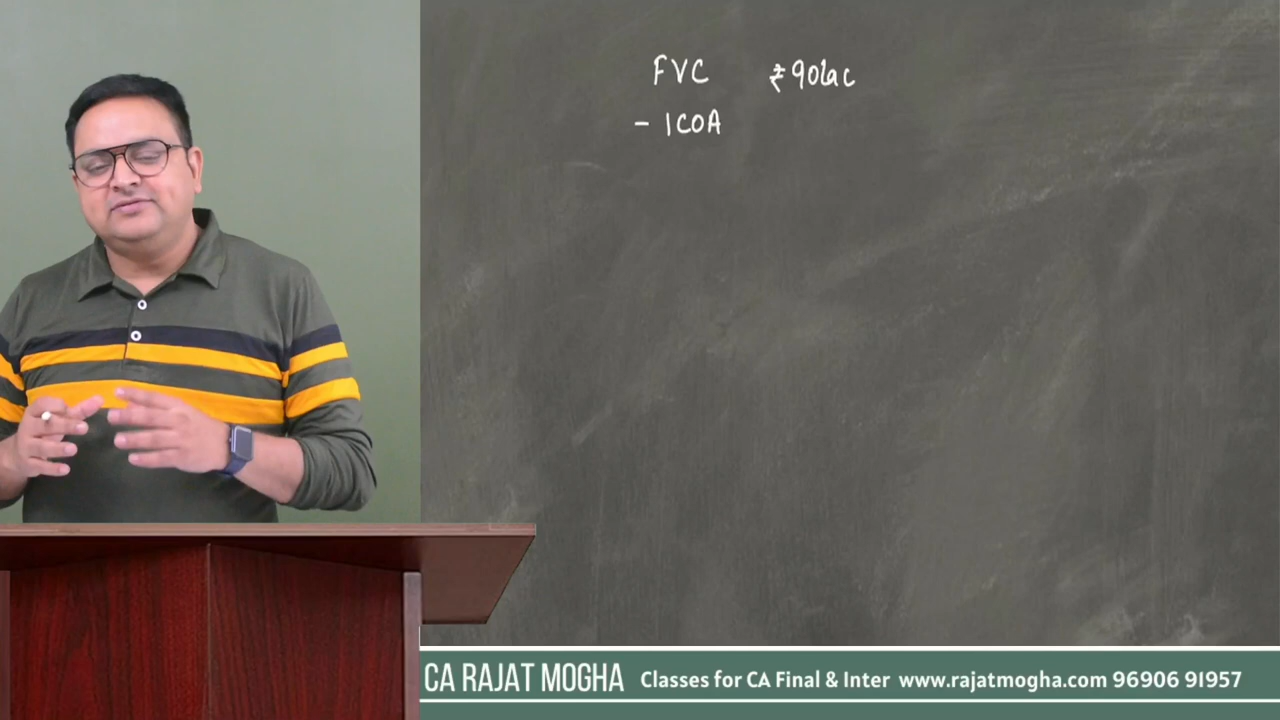 FVC ₹90lac
- ICOA
CA RAJAT MOGHA Classes for CA Final & Inter www.rajatmogha.com 96906 91957